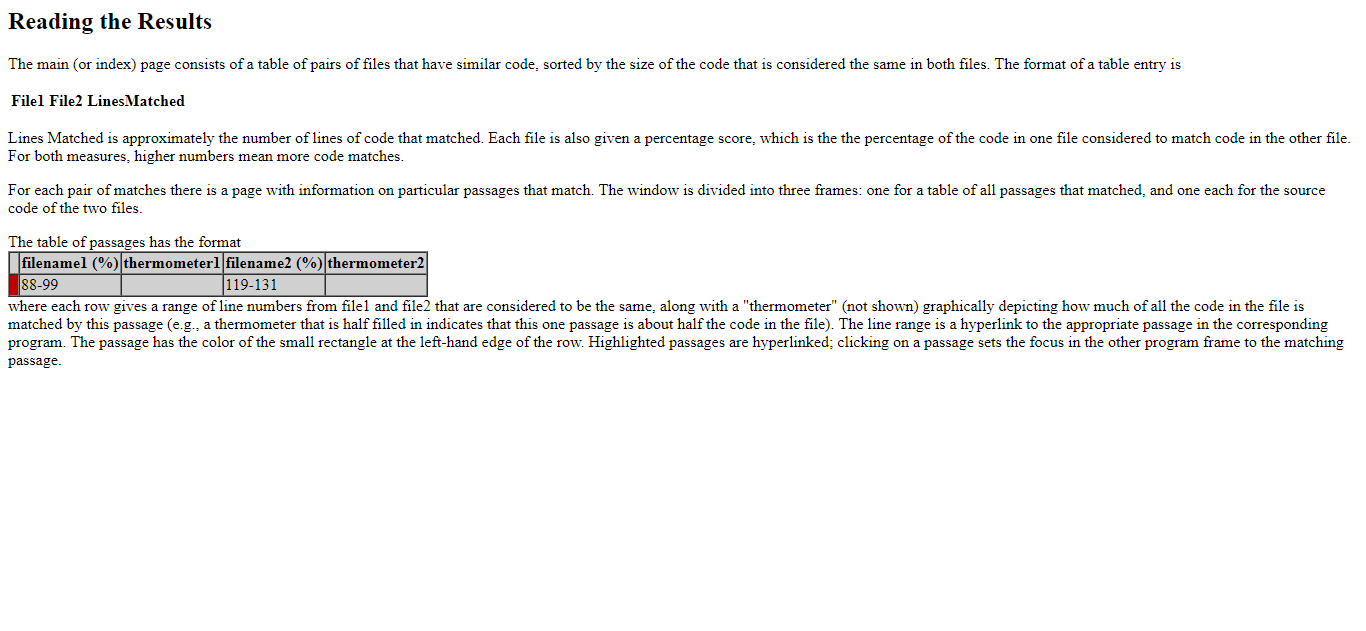 Reading the Results
The main (or index) page consists of a table of pairs of files that have similar code, sorted by the size of the code that is considered the same in both files. The format of a table entry is
File1 File2 LinesMatched
Lines Matched is approximately the number of lines of code that matched. Each file is also given a percentage score, which is the the percentage of the code in one file considered to match code in the other file.
For both measures, higher numbers mean more code matches.
For each pair of matches there is a page with information on particular passages that match. The window is divided into three frames: one for a table of all passages that matched, and one each for the source
code of the two files.
The table of passages has the format
filename1 (%) thermometer1 filename2 (%) thermometer2
88-99 119-131
where each row gives a range of line numbers from file1 and file2 that are considered to be the same, along with a "thermometer" (not shown) graphically depicting how much of all the code in the file is
matched by this passage (e.g., a thermometer that is half filled in indicates that this one passage is about half the code in the file). The line range is a hyperlink to the appropriate passage in the corresponding
program. The passage has the color of the small rectangle at the left-hand edge of the row. Highlighted passages are hyperlinked; clicking on a passage sets the focus in the other program frame to the matching
passage.